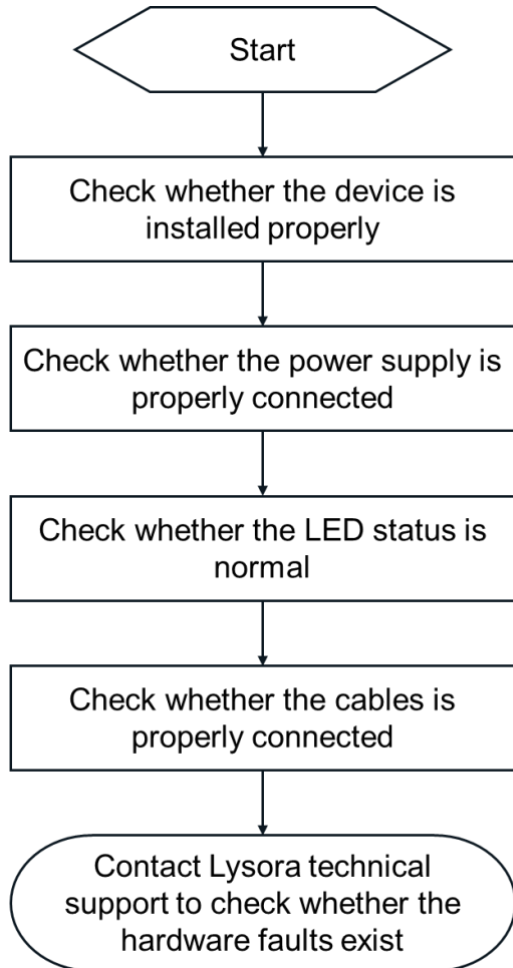 Start
Check whether the device is
installed properly
Check whether the power supply is
properly connected
Check whether the LED status is
normal
Check whether the cables is
properly connected
Contact Lysora technical
support to check whether the
hardware faults exist